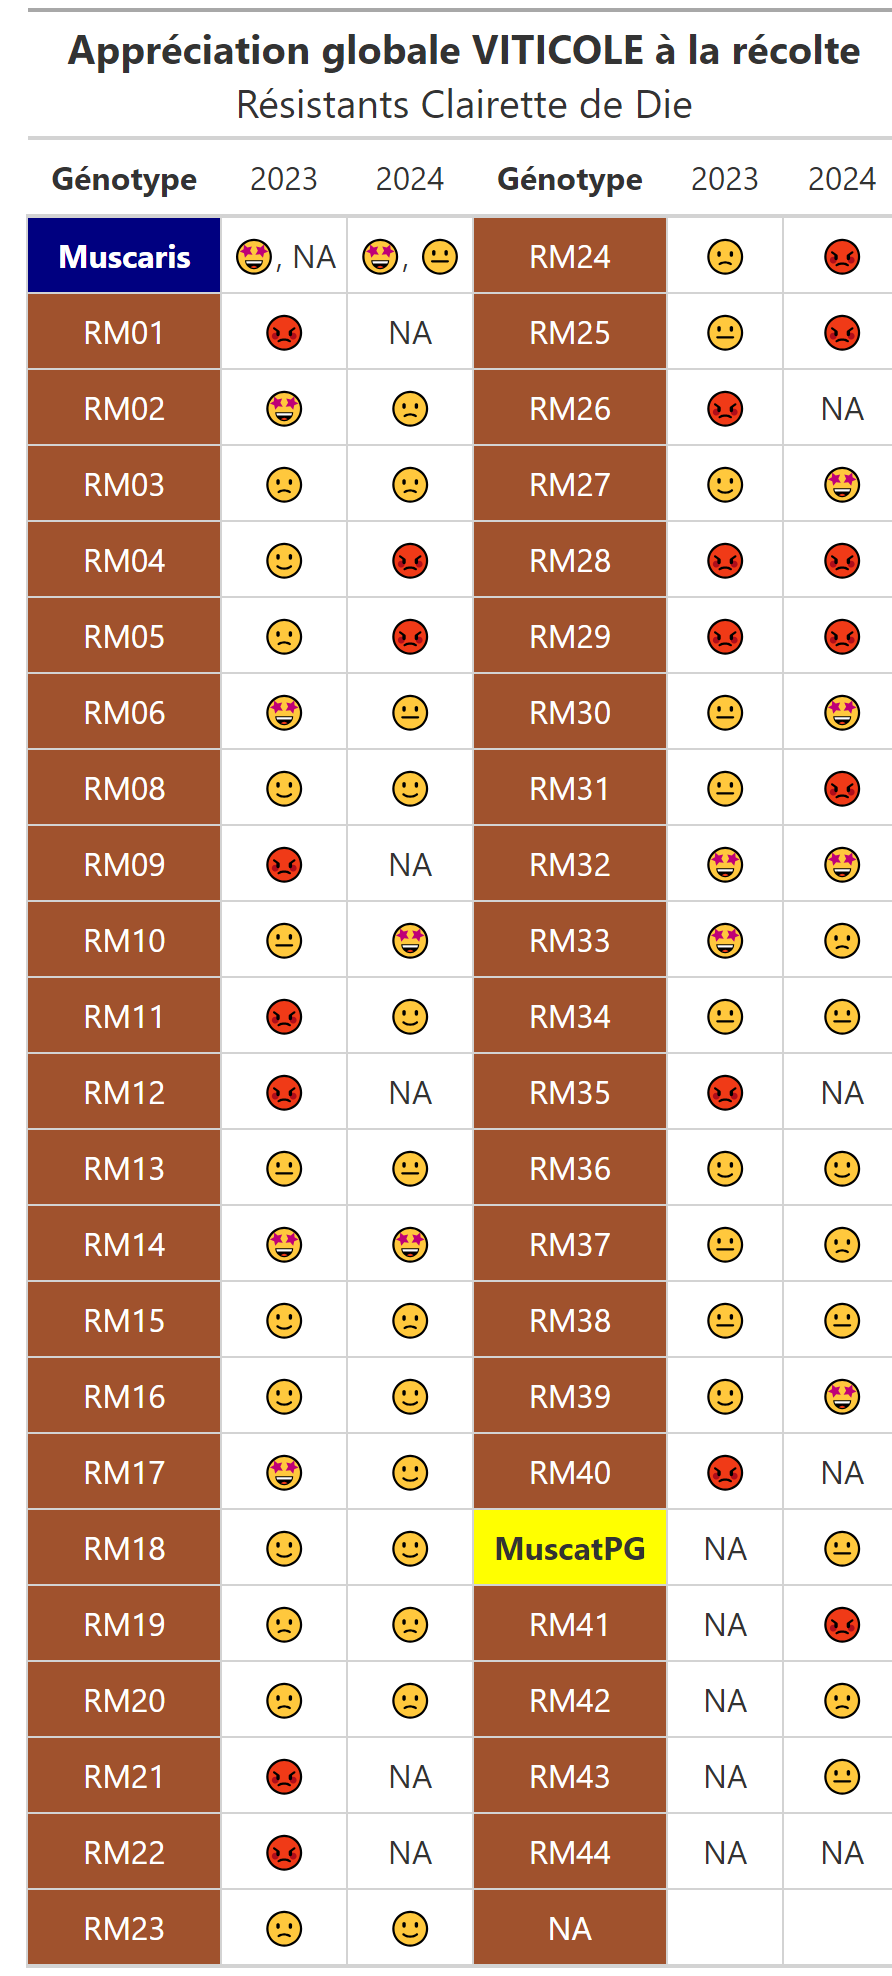 Appréciation globale VITICOLE à la récolte
Résistants Clairette de Die
Génotype 2023 2024 Génotype 2023 2024
Muscaris 🤩, NA 🤩, 😐 RM24 🙁 😡
RM01 😡 NA RM25 😐 😡
RM02 🤩 🙁 RM26 😡 NA
RM03 🙁 🙁 RM27 🙂 🤩
RM04 🙂 😡 RM28 😡 😡
RM05 🙁 😡 RM29 😡 😡
RM06 🤩 😐 RM30 😐 🤩
RM08 🙂 🙂 RM31 😐 😡
RM09 😡 NA RM32 🤩 🤩
RM10 😐 🤩 RM33 🤩 🙁
RM11 😡 🙂 RM34 😐 😐
RM12 😡 NA RM35 😡 NA
RM13 😐 😐 RM36 🙂 🙂
RM14 🤩 🤩 RM37 😐 🙁
RM15 🙂 🙁 RM38 😐 😐
RM16 🙂 🙂 RM39 🙂 🤩
RM17 🤩 🙂 RM40 😡 NA
RM18 🙂 🙂 MuscatPG NA 😐
RM19 🙁 🙁 RM41 NA 😡
RM20 🙁 🙁 RM42 NA 🙁
RM21 😡 NA RM43 NA 😐
RM22 😡 NA RM44 NA NA
RM23 🙁 🙂 NA